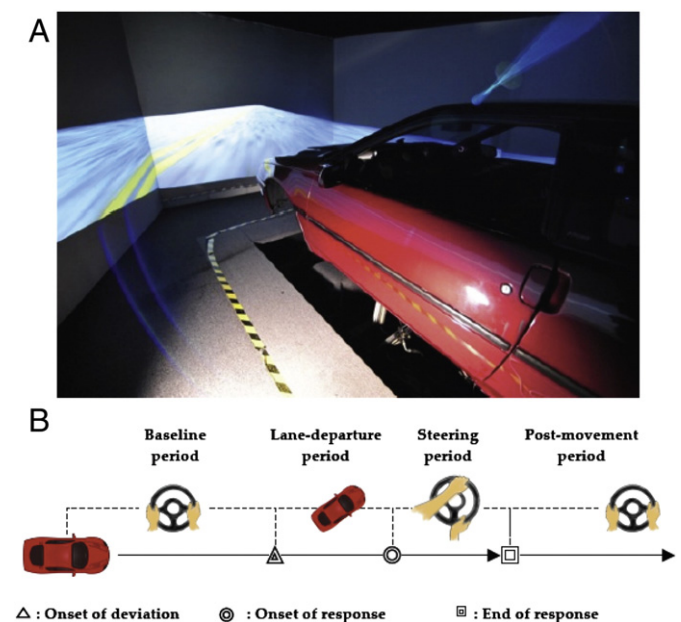 A
B
Baseline period
Lane-departure period
Steering period
Post-movement period
: Onset of deviation
: Onset of response
: End of response